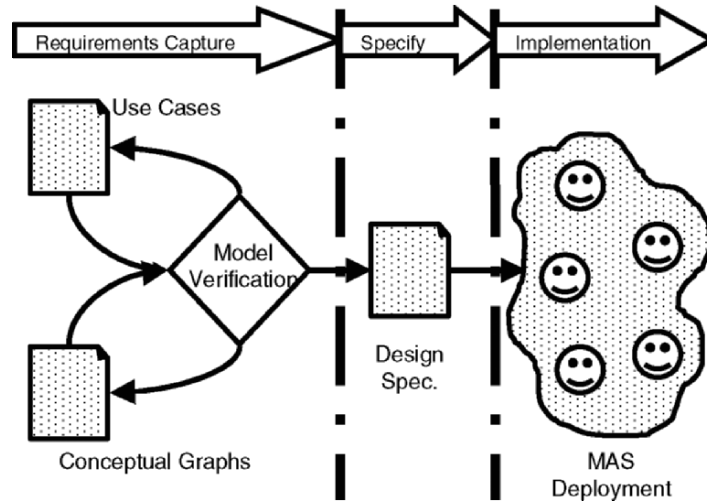 Requirements Capture
Specify
Implementation
Use Cases
Model
Verification
Design
Spec.
Conceptual Graphs
MAS
Deployment